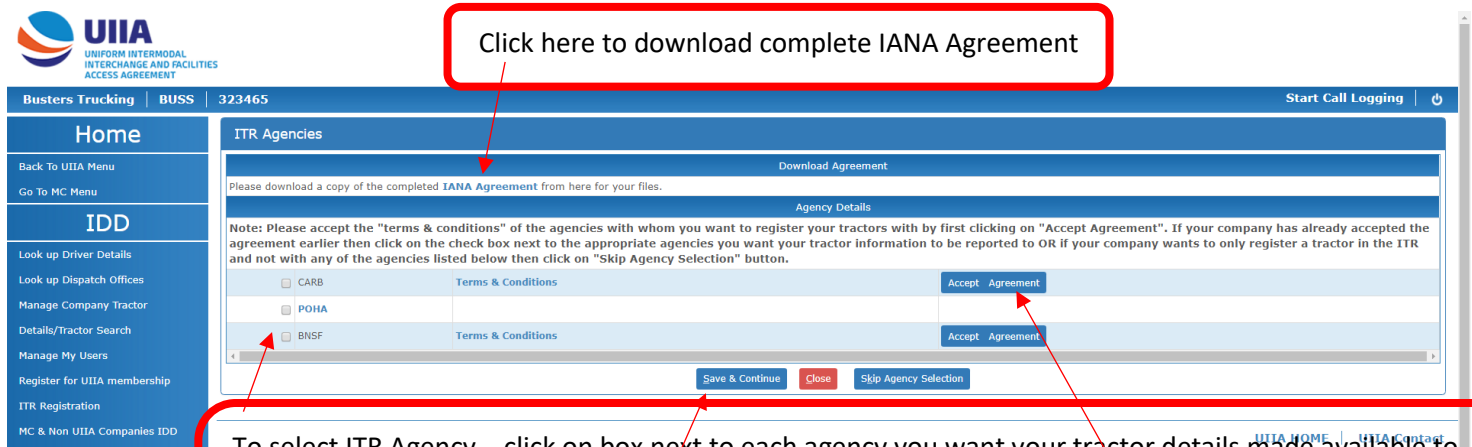 UIIA
UNIFORM INTERMODAL
INTERCHANGE AND FACILITIES
ACCESS AGREEMENT
Click here to download complete IANA Agreement
Busters Trucking | BUSS | 323465
Start Call Logging
Home
Back To UIIA Menu
Go To MC Menu
IDD
Look up Driver Details
Look up Dispatch Offices
Manage Company Tractor
Details/Tractor Search
Manage My Users
Register for UIIA membership
ITR Registration
MC & Non UIIA Companies IDD
ITR Agencies
Download Agreement
Please download a copy of the completed IANA Agreement from here for your files.
Agency Details
Note: Please accept the "terms & conditions" of the agencies with whom you want to register your tractors with by first clicking on "Accept Agreement". If your company has already accepted the
agreement earlier then click on the check box next to the appropriate agencies you want your tractor information to be reported to OR if your company wants to only register a tractor in the ITR
and not with any of the agencies listed below then click on "Skip Agency Selection" button.
CARB Terms & Conditions Accept Agreement
POHA
BNSF Terms & Conditions Accept Agreement
Save & Continue Close Skip Agency Selection
UIIA HOME | UIIA Contact
To select ITR Agency – click on box next to each agency you want your tractor details made available to